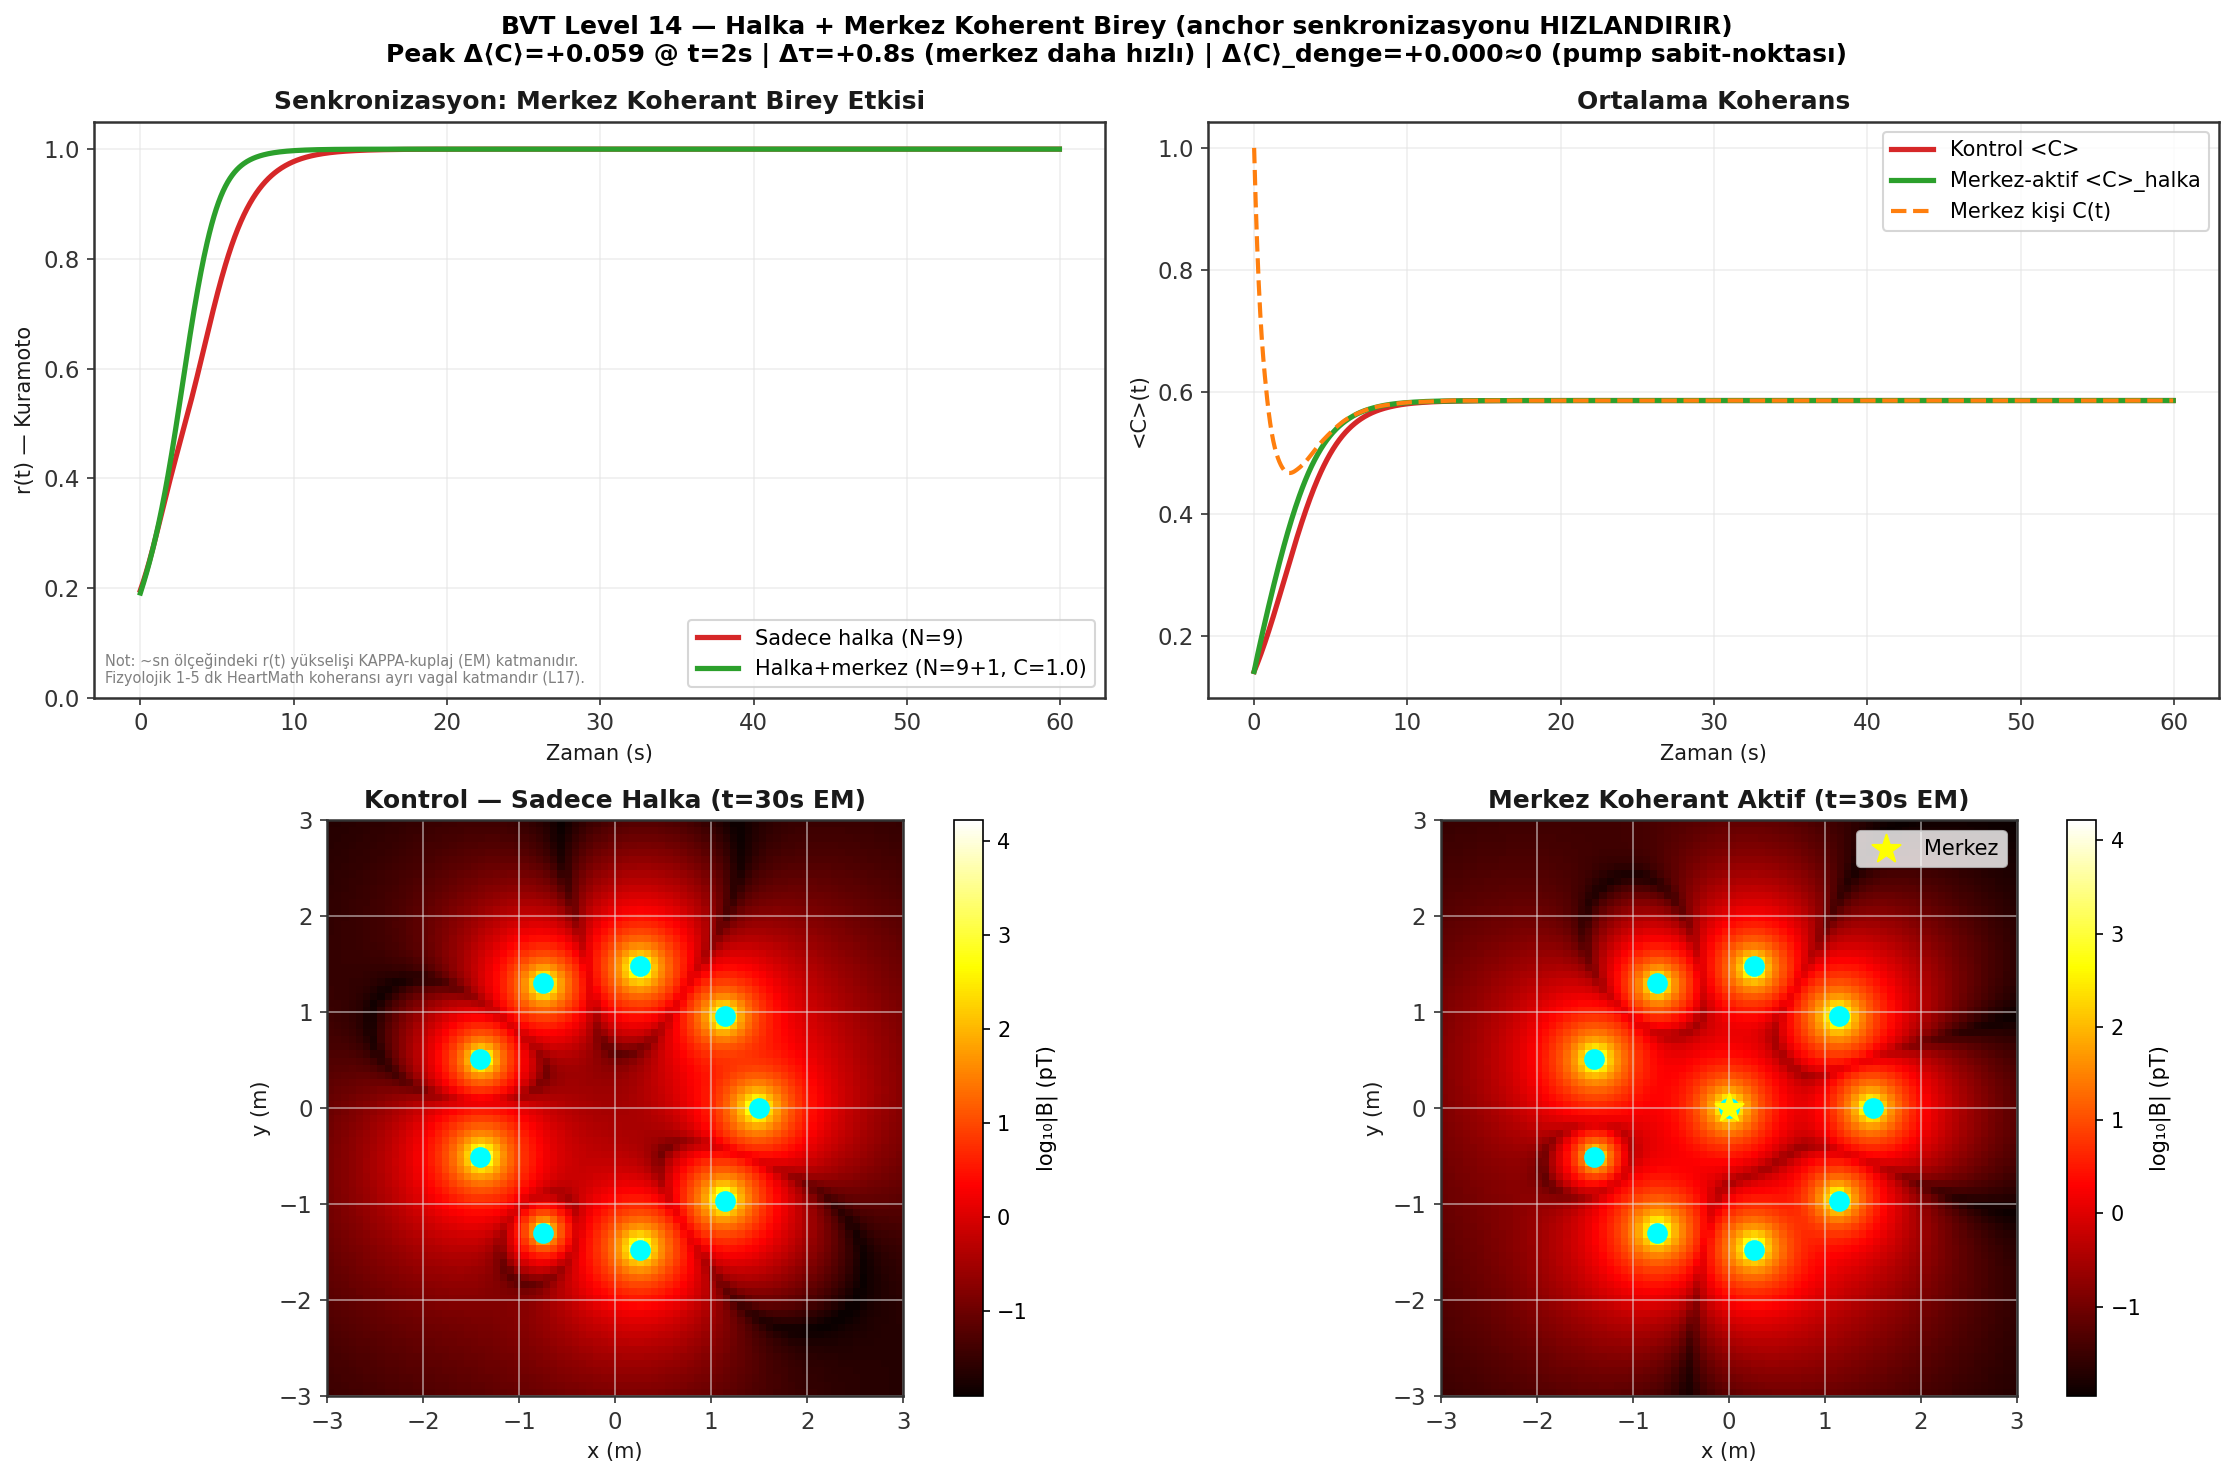 BVT Level 14 — Halka + Merkez Koherent Birey (anchor senkronizasyonu HIZLANDIRIR)
Peak Δ⟨C⟩=+0.059 @ t=2s | Δτ=+0.8s (merkez daha hızlı) | Δ⟨C⟩_denge=+0.000≈0 (pump sabit-noktası)
Senkronizasyon: Merkez Koherant Birey Etkisi
r(t) — Kuramoto
1.0
0.8
0.6
0.4
0.2
0.0
Sadece halka (N=9)
Halka+merkez (N=9+1, C=1.0)
Not: ~sn ölçeğindeki r(t) yükselişi KAPPA-kuplaj (EM) katmanıdır.
Fizyolojik 1-5 dk HeartMath koheransı ayrı vagal katmandır (L17).
0 10 20 30 40 50 60
Zaman (s)
Ortalama Koherans
<C>(t)
1.0
0.8
0.6
0.4
0.2
Kontrol <C>
Merkez-aktif <C>_halka
Merkez kişi C(t)
0 10 20 30 40 50 60
Zaman (s)
Kontrol — Sadece Halka (t=30s EM)
y (m)
3
2
1
0
−1
−2
−3
−3 −2 −1 0 1 2 3
x (m)
4
3
2
1
0
−1
log₁₀|B| (pT)
Merkez Koherant Aktif (t=30s EM)
Merkez
y (m)
3
2
1
0
−1
−2
−3
−3 −2 −1 0 1 2 3
x (m)
4
3
2
1
0
−1
log₁₀|B| (pT)